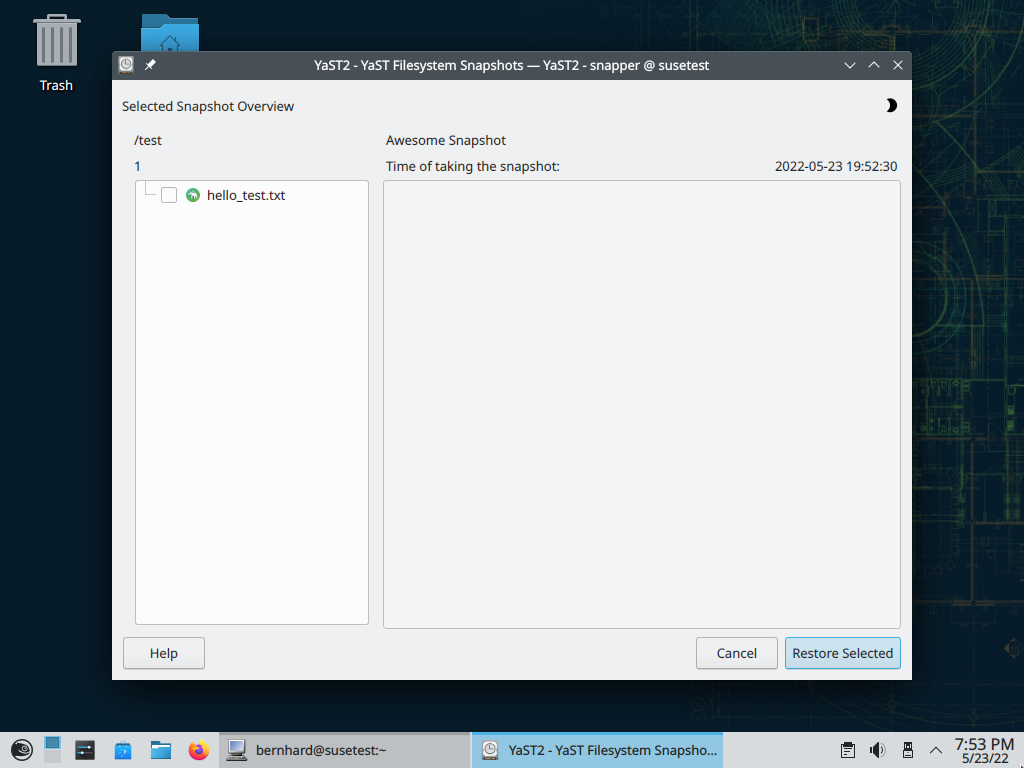 Trash
YaST2 - YaST Filesystem Snapshots — YaST2 - snapper @ susetest
Selected Snapshot Overview
/test
Awesome Snapshot
1
Time of taking the snapshot:
2022-05-23 19:52:30
hello_test.txt
Help
Cancel
Restore Selected
bernhard@susetest:~
YaST2 - YaST Filesystem Snapsho...
7:53 PM
5/23/22